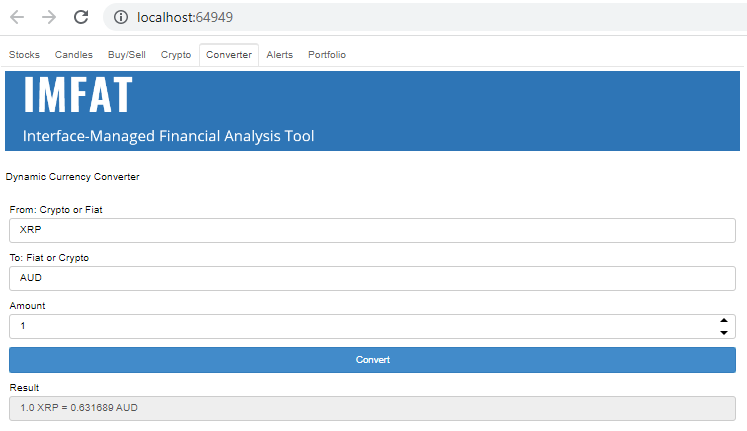 localhost:64949
Stocks Candles Buy/Sell Crypto Converter Alerts Portfolio
IMFAT
Interface-Managed Financial Analysis Tool
Dynamic Currency Converter
From: Crypto or Fiat
XRP
To: Fiat or Crypto
AUD
Amount
1
Convert
Result
1.0 XRP = 0.631689 AUD